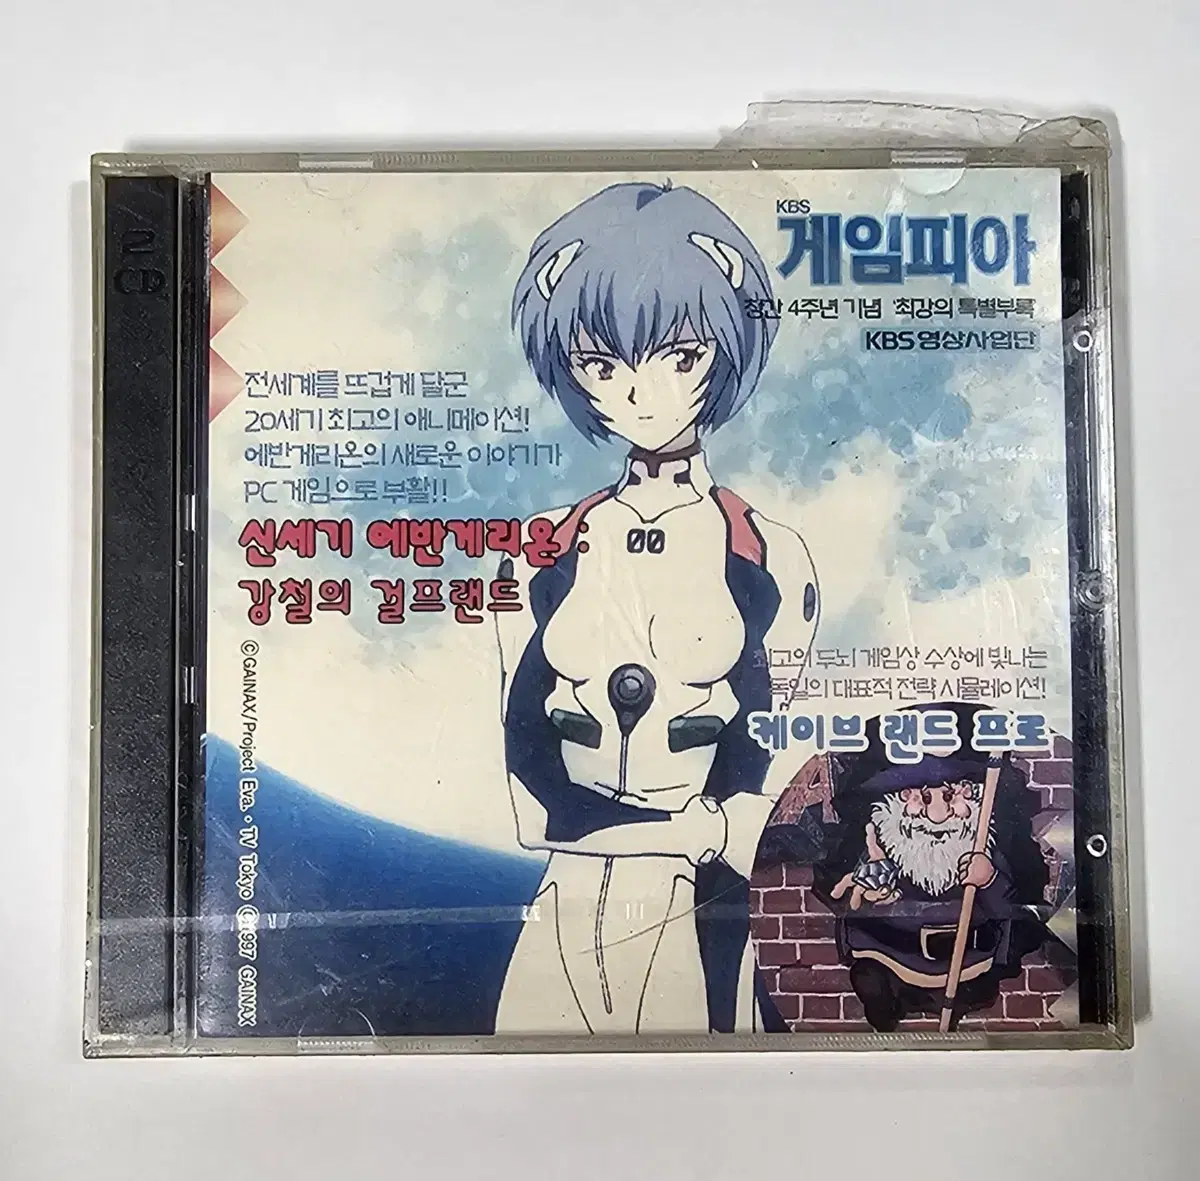 2
CD
KBS
게임피아
창간 4주년 기념 '최강의 특별부록'
KBS 영상사업단
전세계를 뜨겁게 달군
20세기 최고의 애니메이션!
에반게리온의 새로운 이야기가
PC 게임으로 부활!!
신세기 에반게리온 :
강철의 걸프랜드
00
최고의 두뇌 게임상 수상에 빛나는
독일의 대표적 전략 시뮬레이션!
케이브 랜드 프로
© GAINAX/Project Eva. • TV Tokyo © 1997 GAINAX